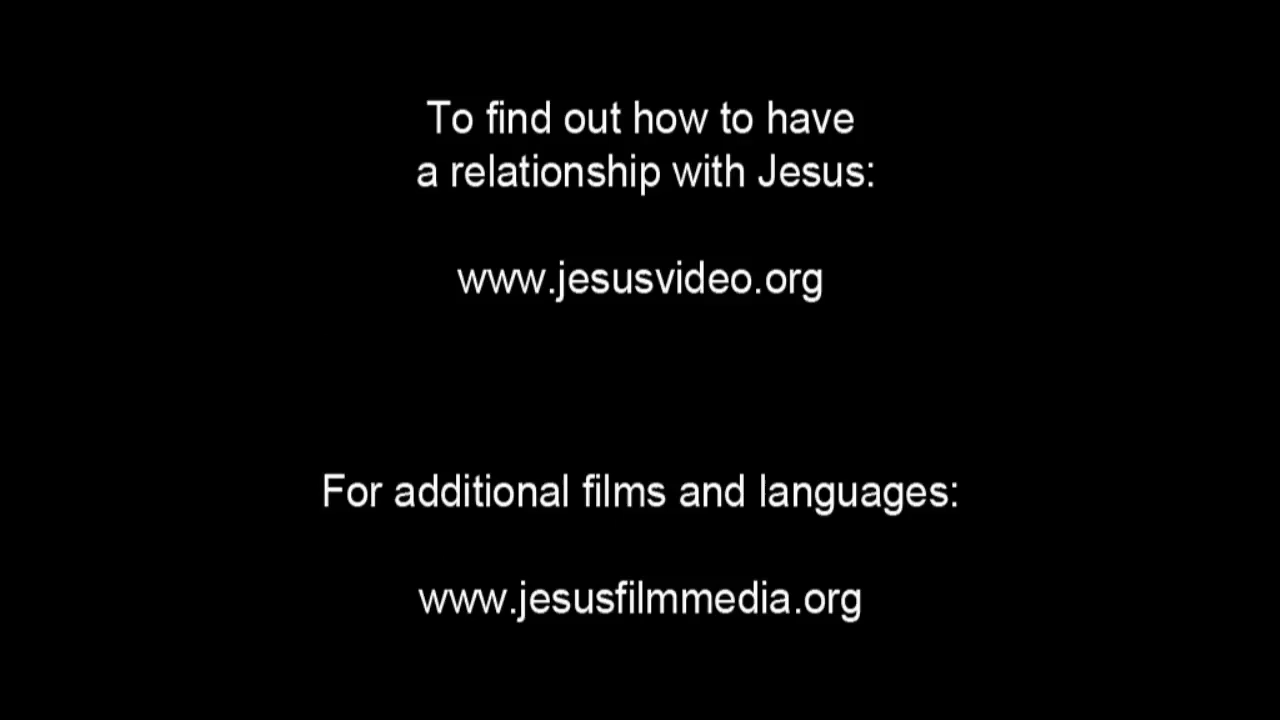 To find out how to have
a relationship with Jesus:
www.jesusvideo.org
For additional films and languages:
www.jesusfilmmedia.org